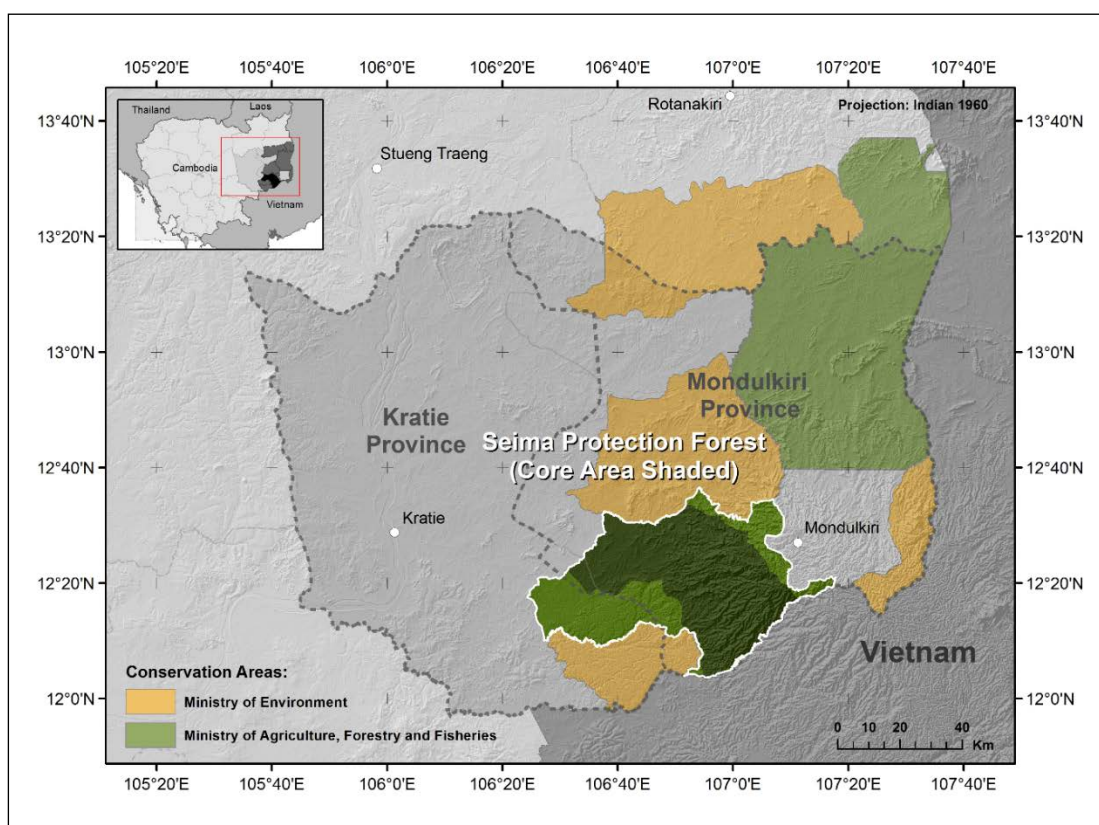 105°20'E 105°40'E 106°0'E 106°20'E 106°40'E 107°0'E 107°20'E 107°40'E
Thailand
Laos
Cambodia
Vietnam
Rotanakiri
Projection: Indian 1960
Stueng Traeng
13°40'N 13°40'N
13°20'N 13°20'N
13°0'N 13°0'N
Mondulkiri
Province
Kratie
Province
Seima Protection Forest
(Core Area Shaded)
12°40'N 12°40'N
Kratie
Mondulkiri
12°20'N 12°20'N
Vietnam
Conservation Areas:
Ministry of Environment
Ministry of Agriculture, Forestry and Fisheries
12°0'N 12°0'N
0 10 20 40
Km
105°20'E 105°40'E 106°0'E 106°20'E 106°40'E 107°0'E 107°20'E 107°40'E